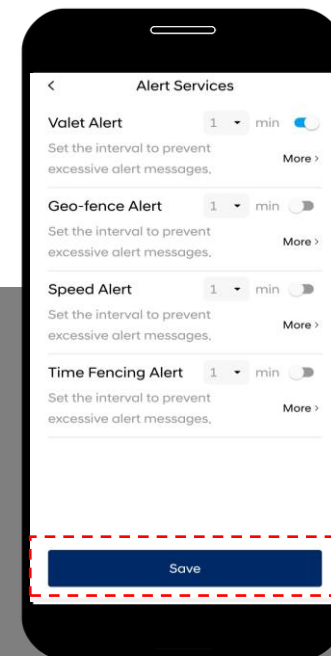 < Alert Services
Valet Alert 1 min
Set the interval to prevent
excessive alert messages,
More >
Geo-fence Alert 1 min
Set the interval to prevent
excessive alert messages,
More >
Speed Alert 1 min
Set the interval to prevent
excessive alert messages,
More >
Time Fencing Alert 1 min
Set the interval to prevent
excessive alert messages,
More >
Save